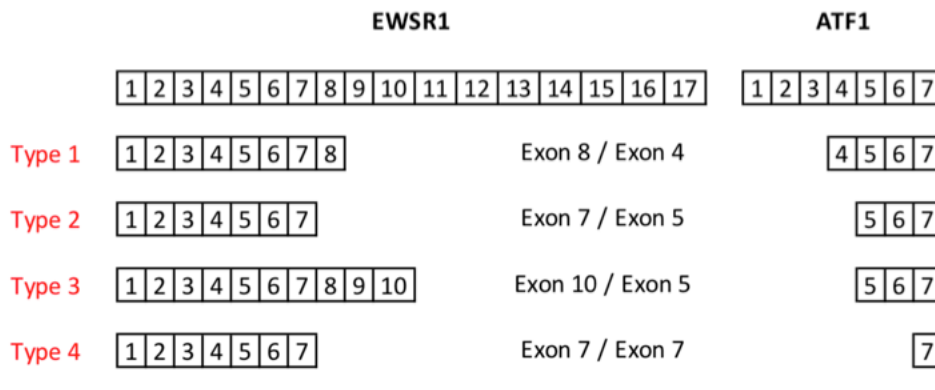 EWSR1 ATF1
1 2 3 4 5 6 7 8 9 10 11 12 13 14 15 16 17 1 2 3 4 5 6 7
Type 1 1 2 3 4 5 6 7 8 Exon 8 / Exon 4 4 5 6 7
Type 2 1 2 3 4 5 6 7 Exon 7 / Exon 5 5 6 7
Type 3 1 2 3 4 5 6 7 8 9 10 Exon 10 / Exon 5 5 6 7
Type 4 1 2 3 4 5 6 7 Exon 7 / Exon 7 7